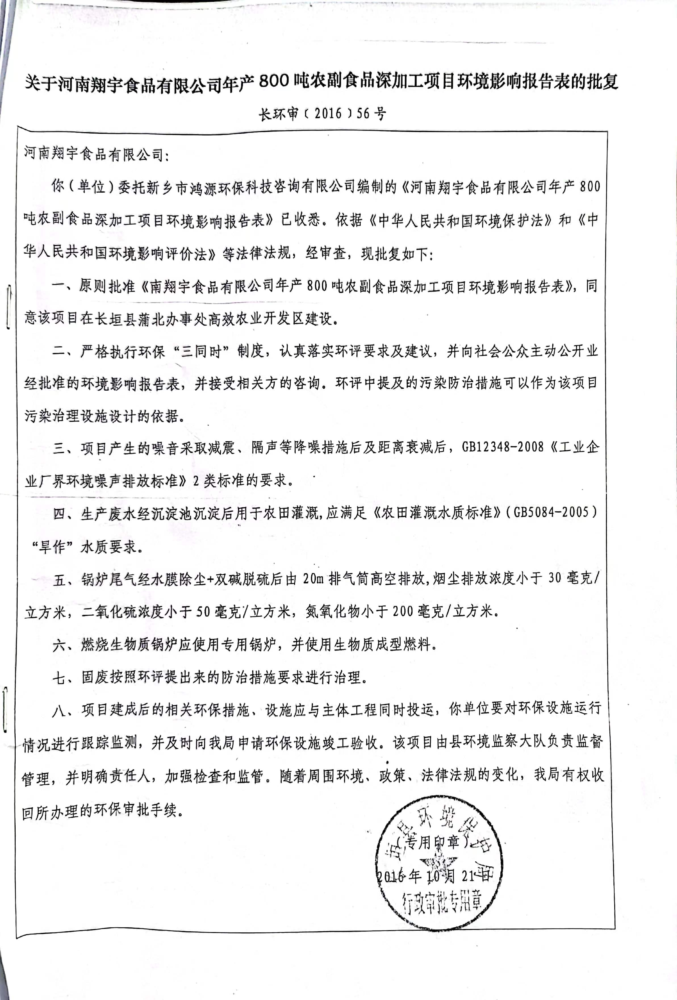 关于河南翔宇食品有限公司年产800吨农副食品深加工项目环境影响报告表的批复
长环审﹝2016﹞56号
河南翔宇食品有限公司:
你(单位)委托新乡市鸿源环保科技咨询有限公司编制的《河南翔宇食品有限公司年产800
吨农副食品深加工项目环境影响报告表》已收悉。依据《中华人民共和国环境保护法》和《中
华人民共和国环境影响评价法》等法律法规，经审查，现批复如下:
一、原则批准《南翔宇食品有限公司年产800吨农副食品深加工项目环境影响报告表》，同
意该项目在长垣县蒲北办事处高效农业开发区建设。
二、严格执行环保“三同时”制度，认真落实环评要求及建议，并向社会公众主动公开业
经批准的环境影响报告表，并接受相关方的咨询。环评中提及的污染防治措施可以作为该项目
污染治理设施设计的依据。
三、项目产生的噪音采取减震、隔声等降噪措施后及距离衰减后，GB12348-2008《工业企
业厂界环境噪声排放标准》2类标准的要求。
四、生产废水经沉淀池沉淀后用于农田灌溉,应满足《农田灌溉水质标准》(GB5084-2005)
“旱作”水质要求。
五、锅炉尾气经水膜除尘+双碱脱硫后由20m排气筒高空排放,烟尘排放浓度小于30毫克/
立方米，二氧化硫浓度小于50毫克/立方米，氮氧化物小于200毫克/立方米。
六、燃烧生物质锅炉应使用专用锅炉，并使用生物质成型燃料。
七、固废按照环评提出来的防治措施要求进行治理。
八、项目建成后的相关环保措施、设施应与主体工程同时投运，你单位要对环保设施运行
情况进行跟踪监测，并及时向我局申请环保设施竣工验收。该项目由县环境监察大队负责监督
管理，并明确责任人，加强检查和监管。随着周围环境、政策、法律法规的变化，我局有权收
回所办理的环保审批手续。
垣县环境保护局
(专用印章)
2016年10月21日
行政审批专用章